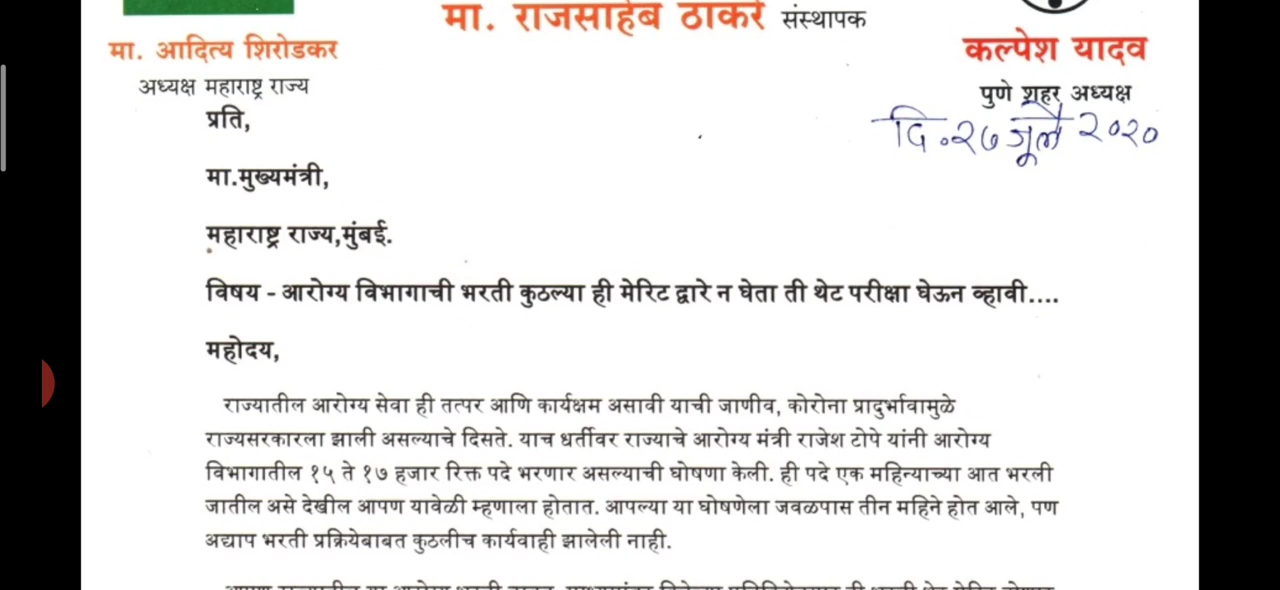 मा. राजसाहेब ठाकरे संस्थापक
मा. आदित्य शिरोडकर
अध्यक्ष महाराष्ट्र राज्य
कल्पेश यादव
पुणे शहर अध्यक्ष
दि.२७ जूलै २०२०
प्रति,
मा.मुख्यमंत्री,
महाराष्ट्र राज्य,मुंबई.
विषय - आरोग्य विभागाची भरती कुठल्या ही मेरिट द्वारे न घेता ती थेट परीक्षा घेऊन व्हावी....
महोदय,
राज्यातील आरोग्य सेवा ही तत्पर आणि कार्यक्षम असावी याची जाणीव, कोरोना प्रादुर्भावामुळे
राज्यसरकारला झाली असल्याचे दिसते. याच धर्तीवर राज्याचे आरोग्य मंत्री राजेश टोपे यांनी आरोग्य
विभागातील १५ ते १७ हजार रिक्त पदे भरणार असल्याची घोषणा केली. ही पदे एक महिन्याच्या आत भरली
जातील असे देखील आपण यावेळी म्हणाला होतात. आपल्या या घोषणेला जवळपास तीन महिने होत आले, पण
अद्याप भरती प्रक्रियेबाबत कुठलीच कार्यवाही झालेली नाही.